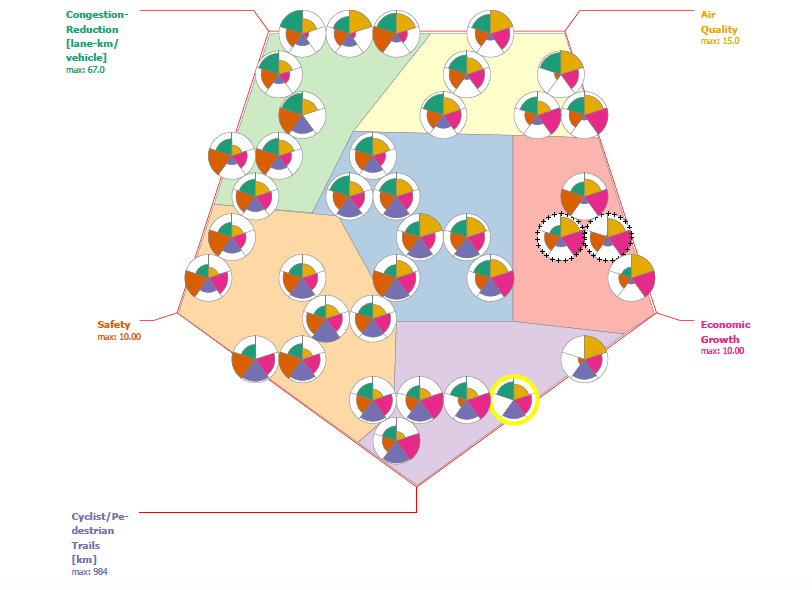 Congestion-
Reduction
[lane-km/
vehicle]
max: 67.0
Air
Quality
max: 15.0
Safety
max: 10.00
Economic
Growth
max: 10.00
Cyclist/Pe-
destrian
Trails
[km]
max: 984